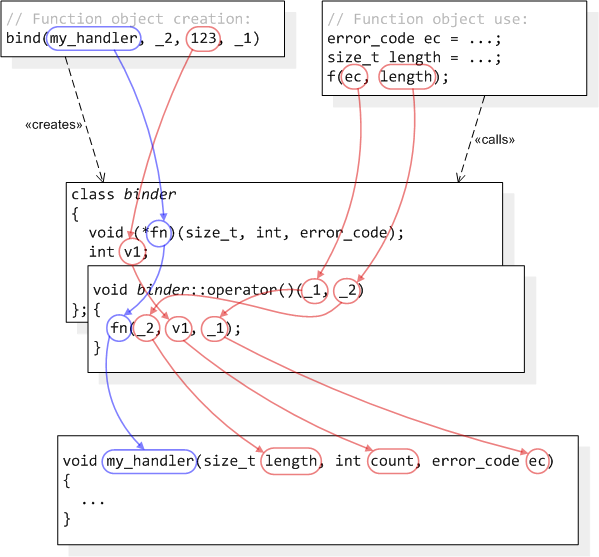 // Function object creation:
bind(my_handler, _2, 123, _1)
// Function object use:
error_code ec = ...;
size_t length = ...;
f(ec, length);
«creates»
«calls»
class binder
{
void (*fn)(size_t, int, error_code);
int v1;
void binder::operator()(_1, _2)
}; {
fn(_2, v1, _1);
}
void my_handler(size_t length, int count, error_code ec)
{
...
}